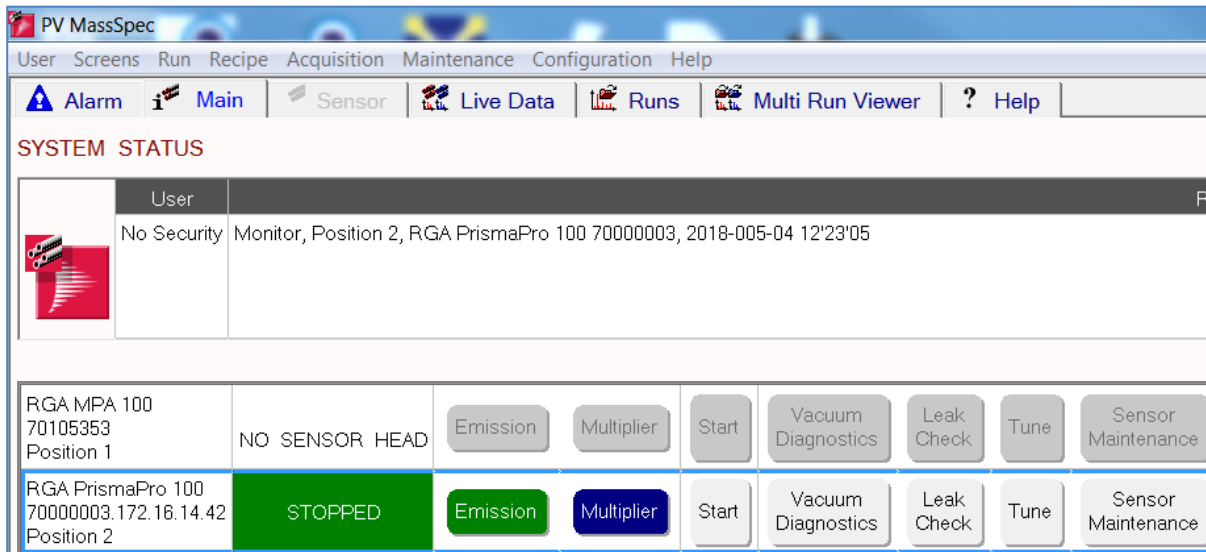 PV MassSpec
User Screens Run Recipe Acquisition Maintenance Configuration Help
Alarm Main Sensor Live Data Runs Multi Run Viewer ? Help
SYSTEM STATUS
User R
No Security Monitor, Position 2, RGA PrismaPro 100 70000003, 2018-005-04 12'23'05
RGA MPA 100
70105353
Position 1
NO SENSOR HEAD
Emission
Multiplier
Start
Vacuum
Diagnostics
Leak
Check
Tune
Sensor
Maintenance
RGA PrismaPro 100
70000003.172.16.14.42
Position 2
STOPPED
Emission
Multiplier
Start
Vacuum
Diagnostics
Leak
Check
Tune
Sensor
Maintenance